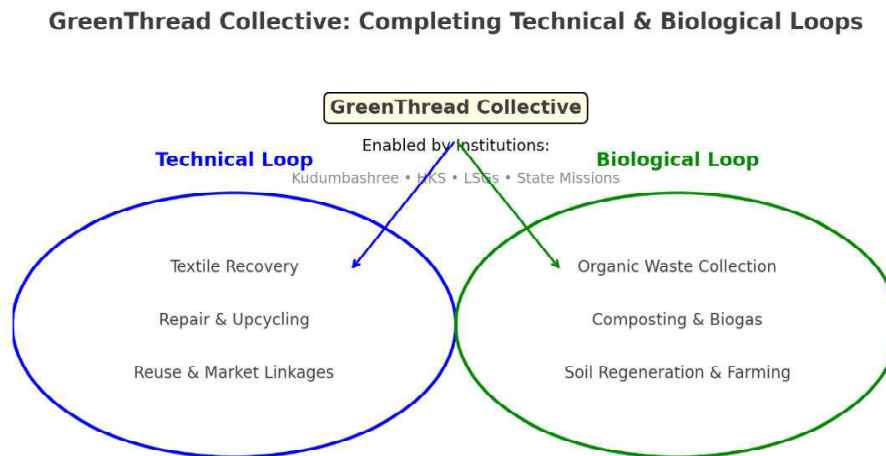 GreenThread Collective: Completing Technical & Biological Loops
GreenThread Collective
Enabled by Institutions:
Technical Loop
Biological Loop
Kudumbashree • HKS • LSGs • State Missions
Textile Recovery
Repair & Upcycling
Reuse & Market Linkages
Organic Waste Collection
Composting & Biogas
Soil Regeneration & Farming